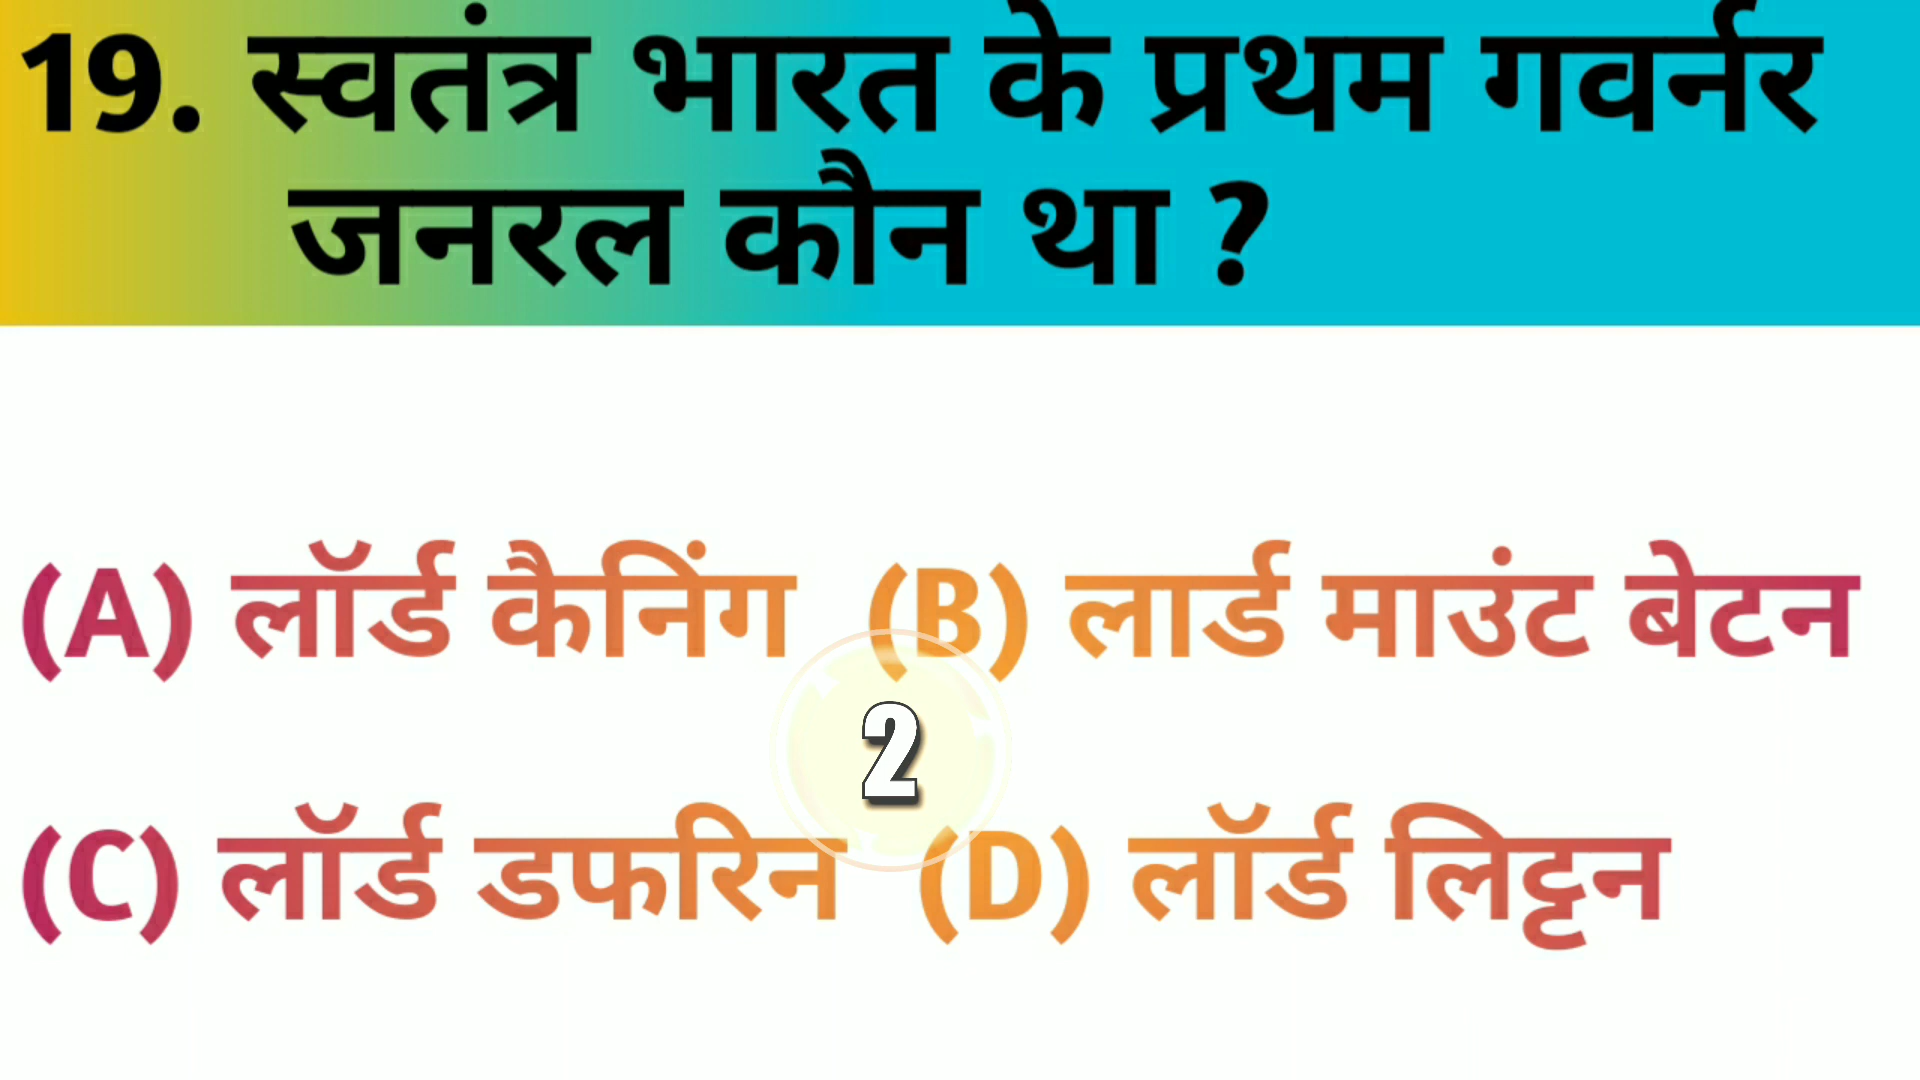 19. स्वतंत्र भारत के प्रथम गवर्नर
जनरल कौन था ?
(A) लॉर्ड कैनिंग (B) लार्ड माउंट बेटन
2
(C) लॉर्ड डफरिन (D) लॉर्ड लिट्टन